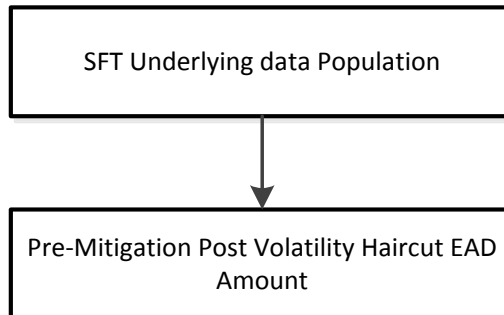 SFT Underlying data Population
Pre-Mitigation Post Volatility Haircut EAD
Amount